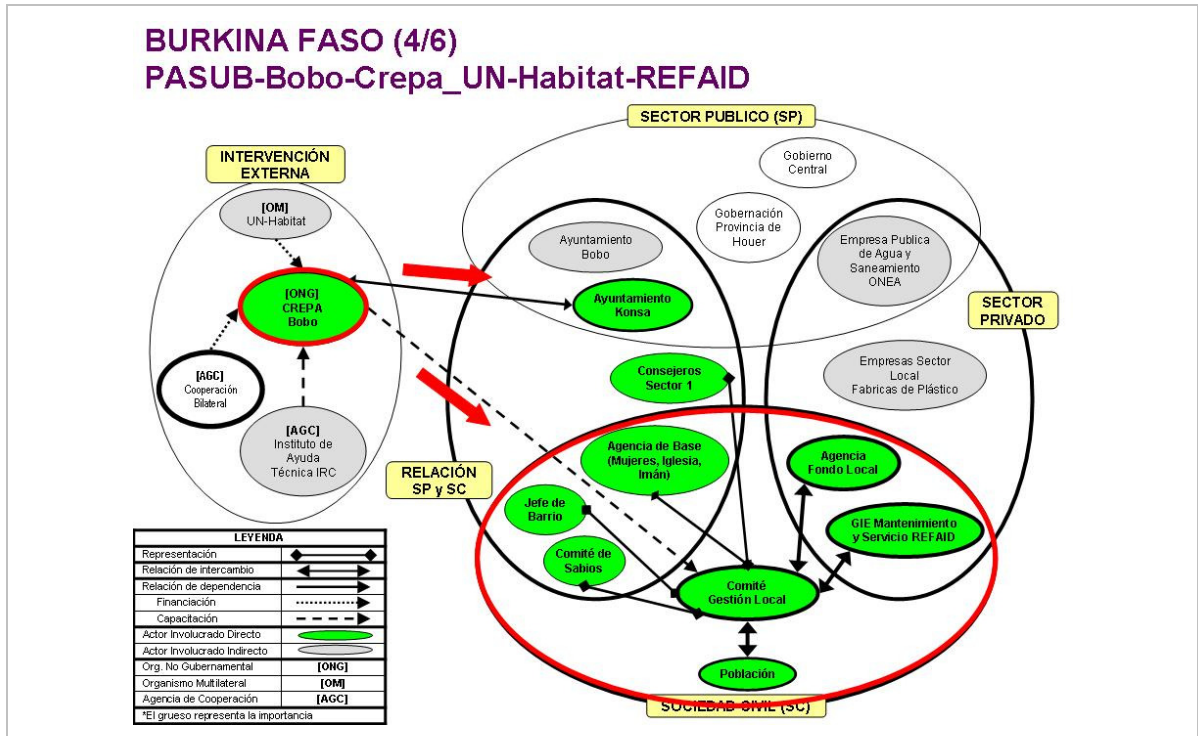 BURKINA FASO (4/6)
PASUB-Bobo-Crepa_UN-Habitat-REFAID
SECTOR PUBLICO (SP)
INTERVENCIÓN
EXTERNA
[OM]
UN-Habitat
[ONG]
CREPA
Bobo
[AGC]
Cooperación
Bilateral
[AGC]
Instituto de
Ayuda
Técnica IRC
Gobierno
Central
Gobernación
Provincia de
Houer
Ayuntamiento
Bobo
Ayuntamiento
Konsa
Empresa Publica
de Agua y
Saneamiento
ONEA
SECTOR
PRIVADO
Empresas Sector
Local
Fabricas de Plástico
Consejeros
Sector 1
RELACIÓN
SP y SC
Agencia de Base
(Mujeres, Iglesia,
Imán)
Agencia
Fondo Local
Jefe de
Barrio
GIE Mantenimiento
y Servicio REFAID
Comité de
Sabios
Comité
Gestión Local
Población
SOCIEDAD CIVIL (SC)
LEYENDA
Representación
Relación de intercambio
Relación de dependencia
Financiación
Capacitación
Actor Involucrado Directo
Actor Involucrado Indirecto
Org. No Gubernamental [ONG]
Organismo Multilateral [OM]
Agencia de Cooperación [AGC]
*El grueso representa la importancia